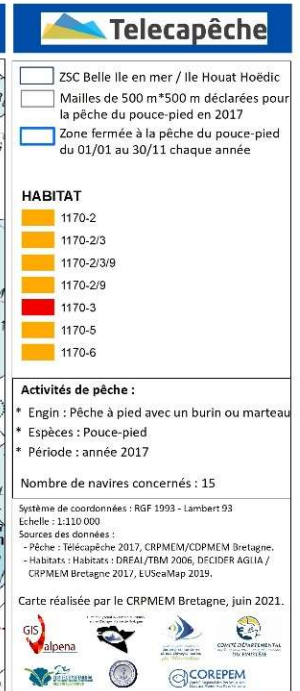 Telecapêche
ZSC Belle Ile en mer / Ile Houat Hoëdic
Mailles de 500 m*500 m déclarées pour
la pêche du pouce-pied en 2017
Zone fermée à la pêche du pouce-pied
du 01/01 au 30/11 chaque année
HABITAT
1170-2
1170-2/3
1170-2/3/9
1170-2/9
1170-3
1170-5
1170-6
Activités de pêche :
* Engin : Pêche à pied avec un burin ou marteau
* Espèces : Pouce-pied
* Période : année 2017
Nombre de navires concernés : 15
Système de coordonnées : RGF 1993 - Lambert 93
Echelle : 1:110 000
Sources des données :
- Pêche : Télécapêche 2017, CRPMEM/CDPMEM Bretagne.
- Habitats : Habitats : DREAL/TBM 2006, DECIDER AGLIA /
CRPMEM Bretagne 2017, EUSeaMap 2019.
Carte réalisée par le CRPMEM Bretagne, juin 2021.
GIS
valpena
COMITÉ DÉPARTEMENTAL
COREPEM